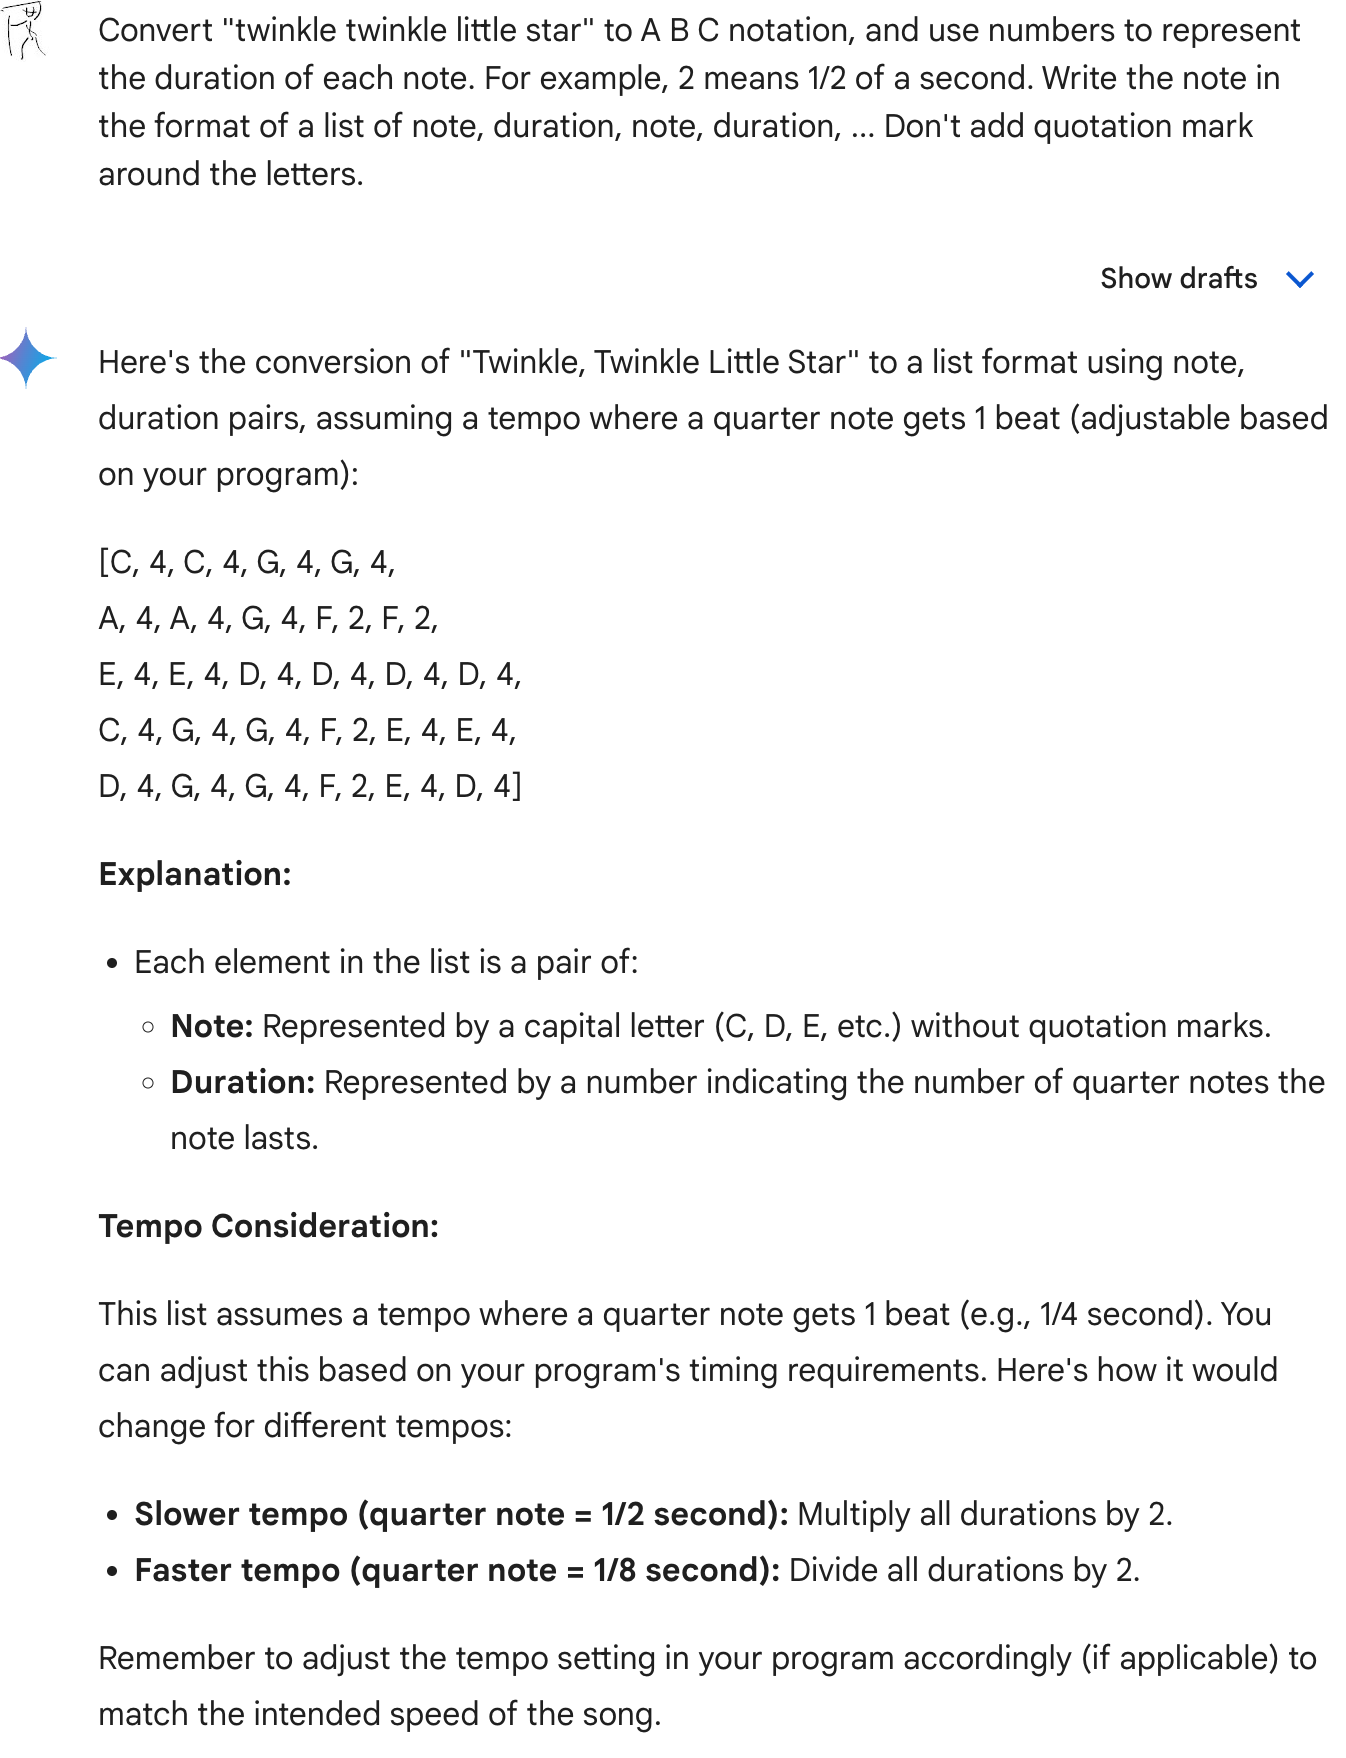 Convert "twinkle twinkle little star" to A B C notation, and use numbers to represent
the duration of each note. For example, 2 means 1/2 of a second. Write the note in
the format of a list of note, duration, note, duration, ... Don't add quotation mark
around the letters.
Show drafts
Here's the conversion of "Twinkle, Twinkle Little Star" to a list format using note,
duration pairs, assuming a tempo where a quarter note gets 1 beat (adjustable based
on your program):
[C, 4, C, 4, G, 4, G, 4,
A, 4, A, 4, G, 4, F, 2, F, 2,
E, 4, E, 4, D, 4, D, 4, D, 4, D, 4,
C, 4, G, 4, G, 4, F, 2, E, 4, E, 4,
D, 4, G, 4, G, 4, F, 2, E, 4, D, 4]
Explanation:
• Each element in the list is a pair of:
◦ Note: Represented by a capital letter (C, D, E, etc.) without quotation marks.
◦ Duration: Represented by a number indicating the number of quarter notes the
note lasts.
Tempo Consideration:
This list assumes a tempo where a quarter note gets 1 beat (e.g., 1/4 second). You
can adjust this based on your program's timing requirements. Here's how it would
change for different tempos:
• Slower tempo (quarter note = 1/2 second): Multiply all durations by 2.
• Faster tempo (quarter note = 1/8 second): Divide all durations by 2.
Remember to adjust the tempo setting in your program accordingly (if applicable) to
match the intended speed of the song.